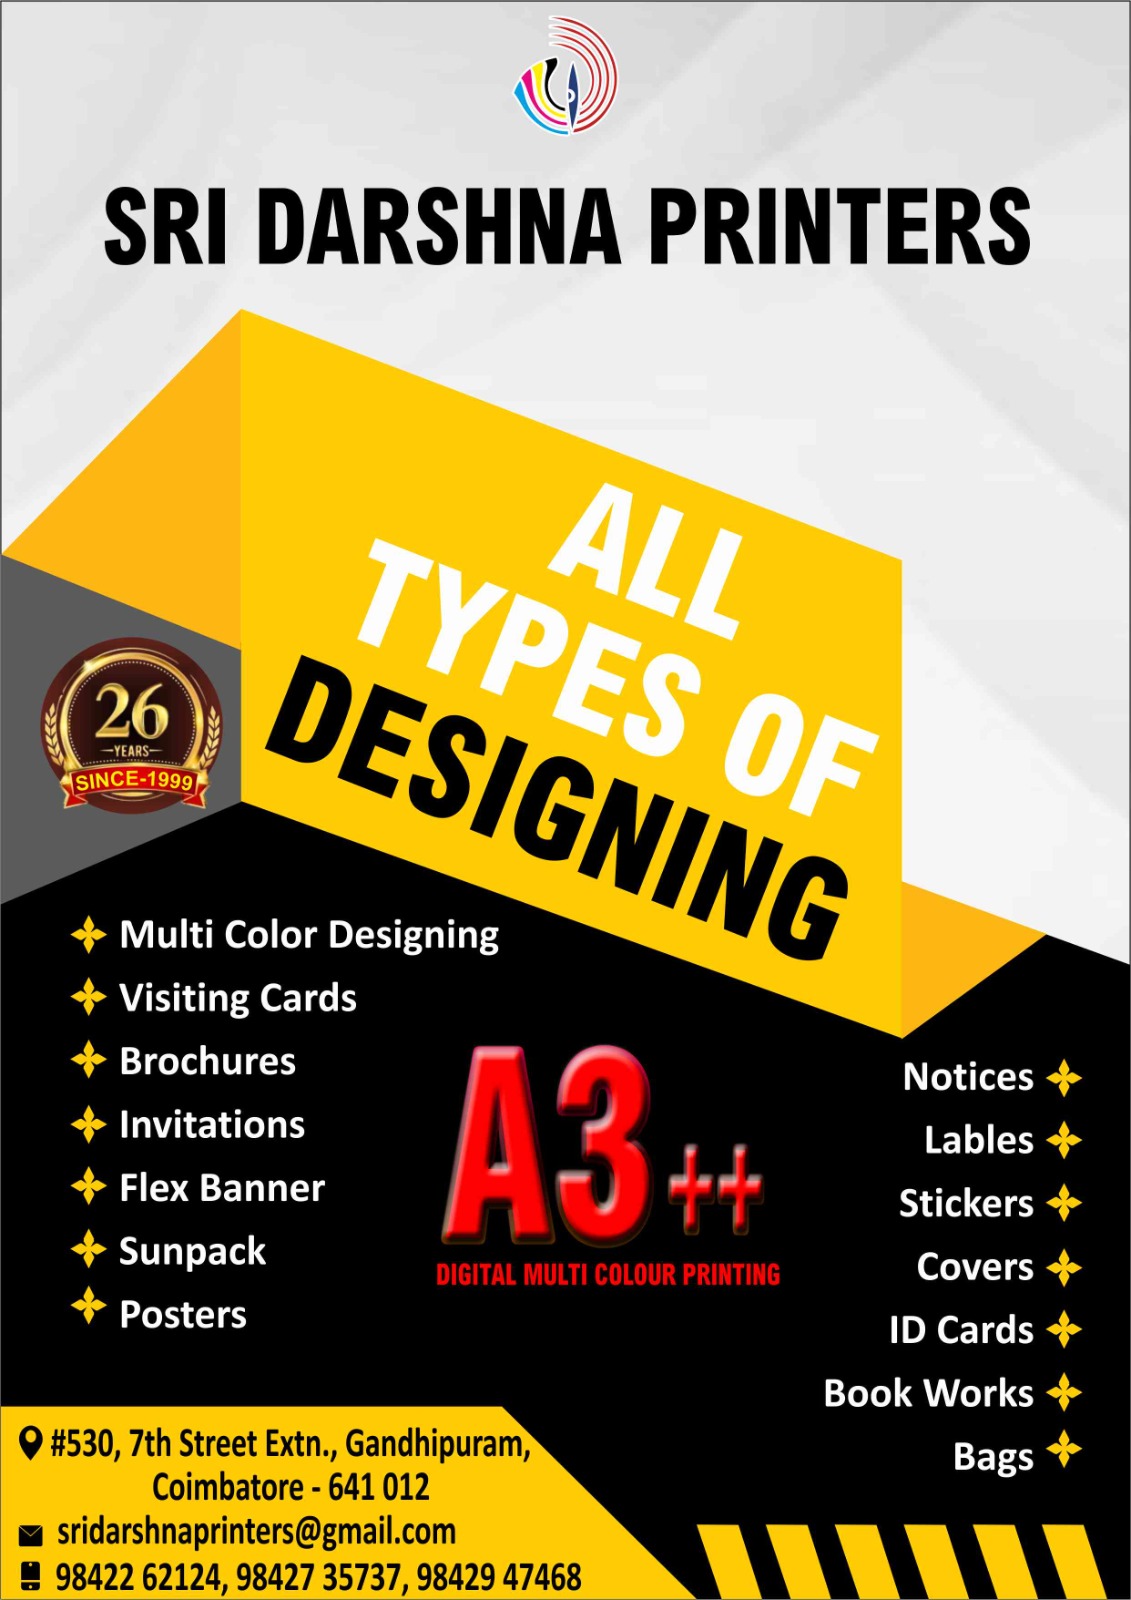 SRI DARSHNA PRINTERS
ALL
TYPES OF
DESIGNING
26
YEARS
SINCE-1999
Multi Color Designing
Visiting Cards
Brochures
Invitations
Flex Banner
Sunpack
Posters
A3++
DIGITAL MULTI COLOUR PRINTING
Notices
Lables
Stickers
Covers
ID Cards
Book Works
Bags
#530, 7th Street Extn., Gandhipuram,
Coimbatore - 641 012
sridarshnaprinters@gmail.com
98422 62124, 98427 35737, 98429 47468